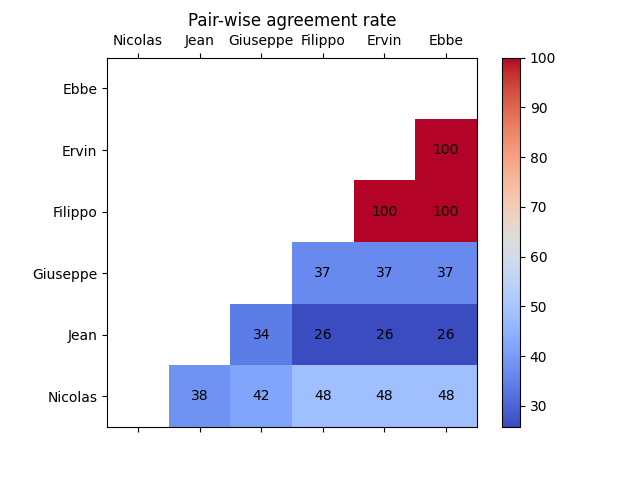 Pair-wise agreement rate
Nicolas Jean Giuseppe Filippo Ervin Ebbe
Ebbe
Ervin 100
Filippo 100 100
Giuseppe 37 37 37
Jean 34 26 26 26
Nicolas 38 42 48 48 48
100
90
80
70
60
50
40
30